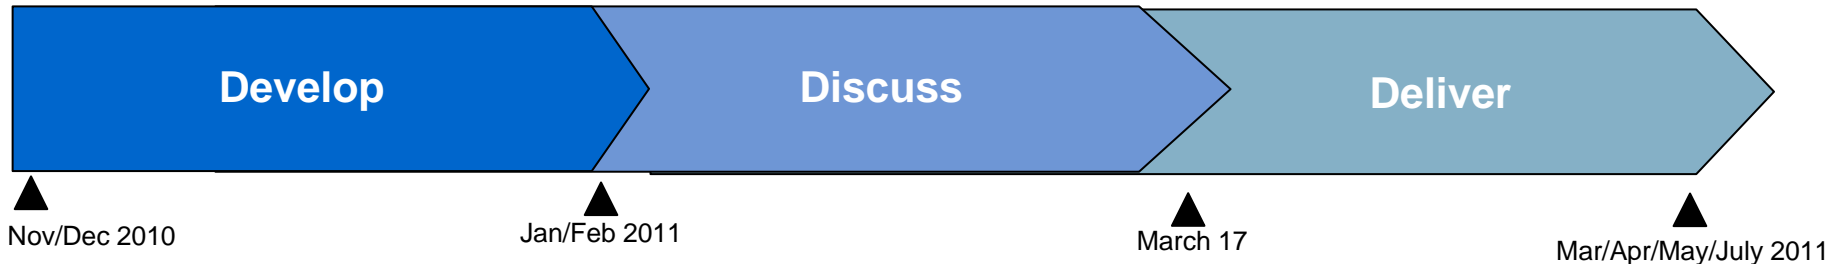 Develop
Discuss
Deliver
Nov/Dec 2010
Jan/Feb 2011
March 17
Mar/Apr/May/July 2011